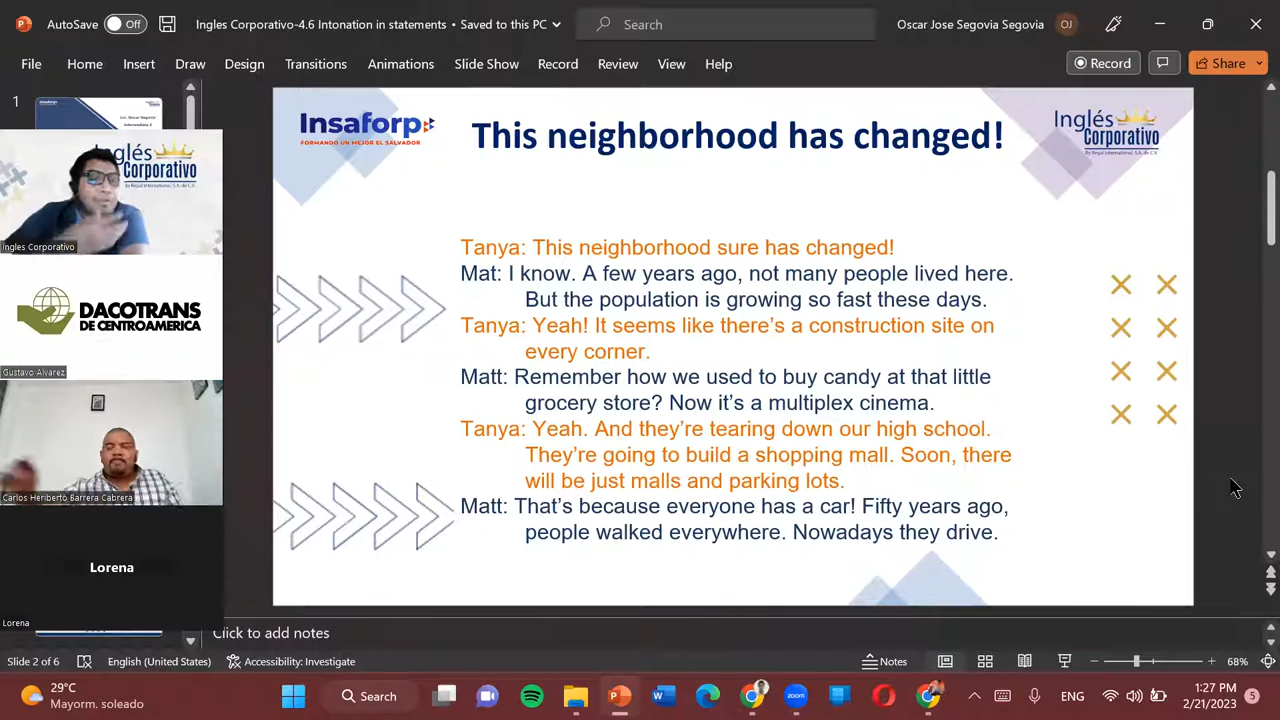 AutoSave Off Ingles Corporativo-4.6 Intonation in statements • Saved to this PC Search Oscar Jose Segovia Segovia OJ
File Home Insert Draw Design Transitions Animations Slide Show Record Review View Help Record Share
1
Insaforp
FORMANDO UN MEJOR EL SALVADOR
This neighborhood has changed!
Inglés
Corporativo
By Regal International, S.A. de C.V.
Tanya: This neighborhood sure has changed!
Mat: I know. A few years ago, not many people lived here.
But the population is growing so fast these days.
Tanya: Yeah! It seems like there's a construction site on
every corner.
Matt: Remember how we used to buy candy at that little
grocery store? Now it's a multiplex cinema.
Tanya: Yeah. And they're tearing down our high school.
They're going to build a shopping mall. Soon, there
will be just malls and parking lots.
Matt: That's because everyone has a car! Fifty years ago,
people walked everywhere. Nowadays they drive.
Ingles Corporativo
DACOTRANS
DE CENTROAMERICA
Gustavo Alvarez
Carlos Heriberto Barrera Cabrera
Lorena
Lorena
Click to add notes
Slide 2 of 6 English (United States) Accessibility: Investigate Notes 68%
29°C
Mayorm. soleado
Search
ENG
1:27 PM
2/21/2023
5